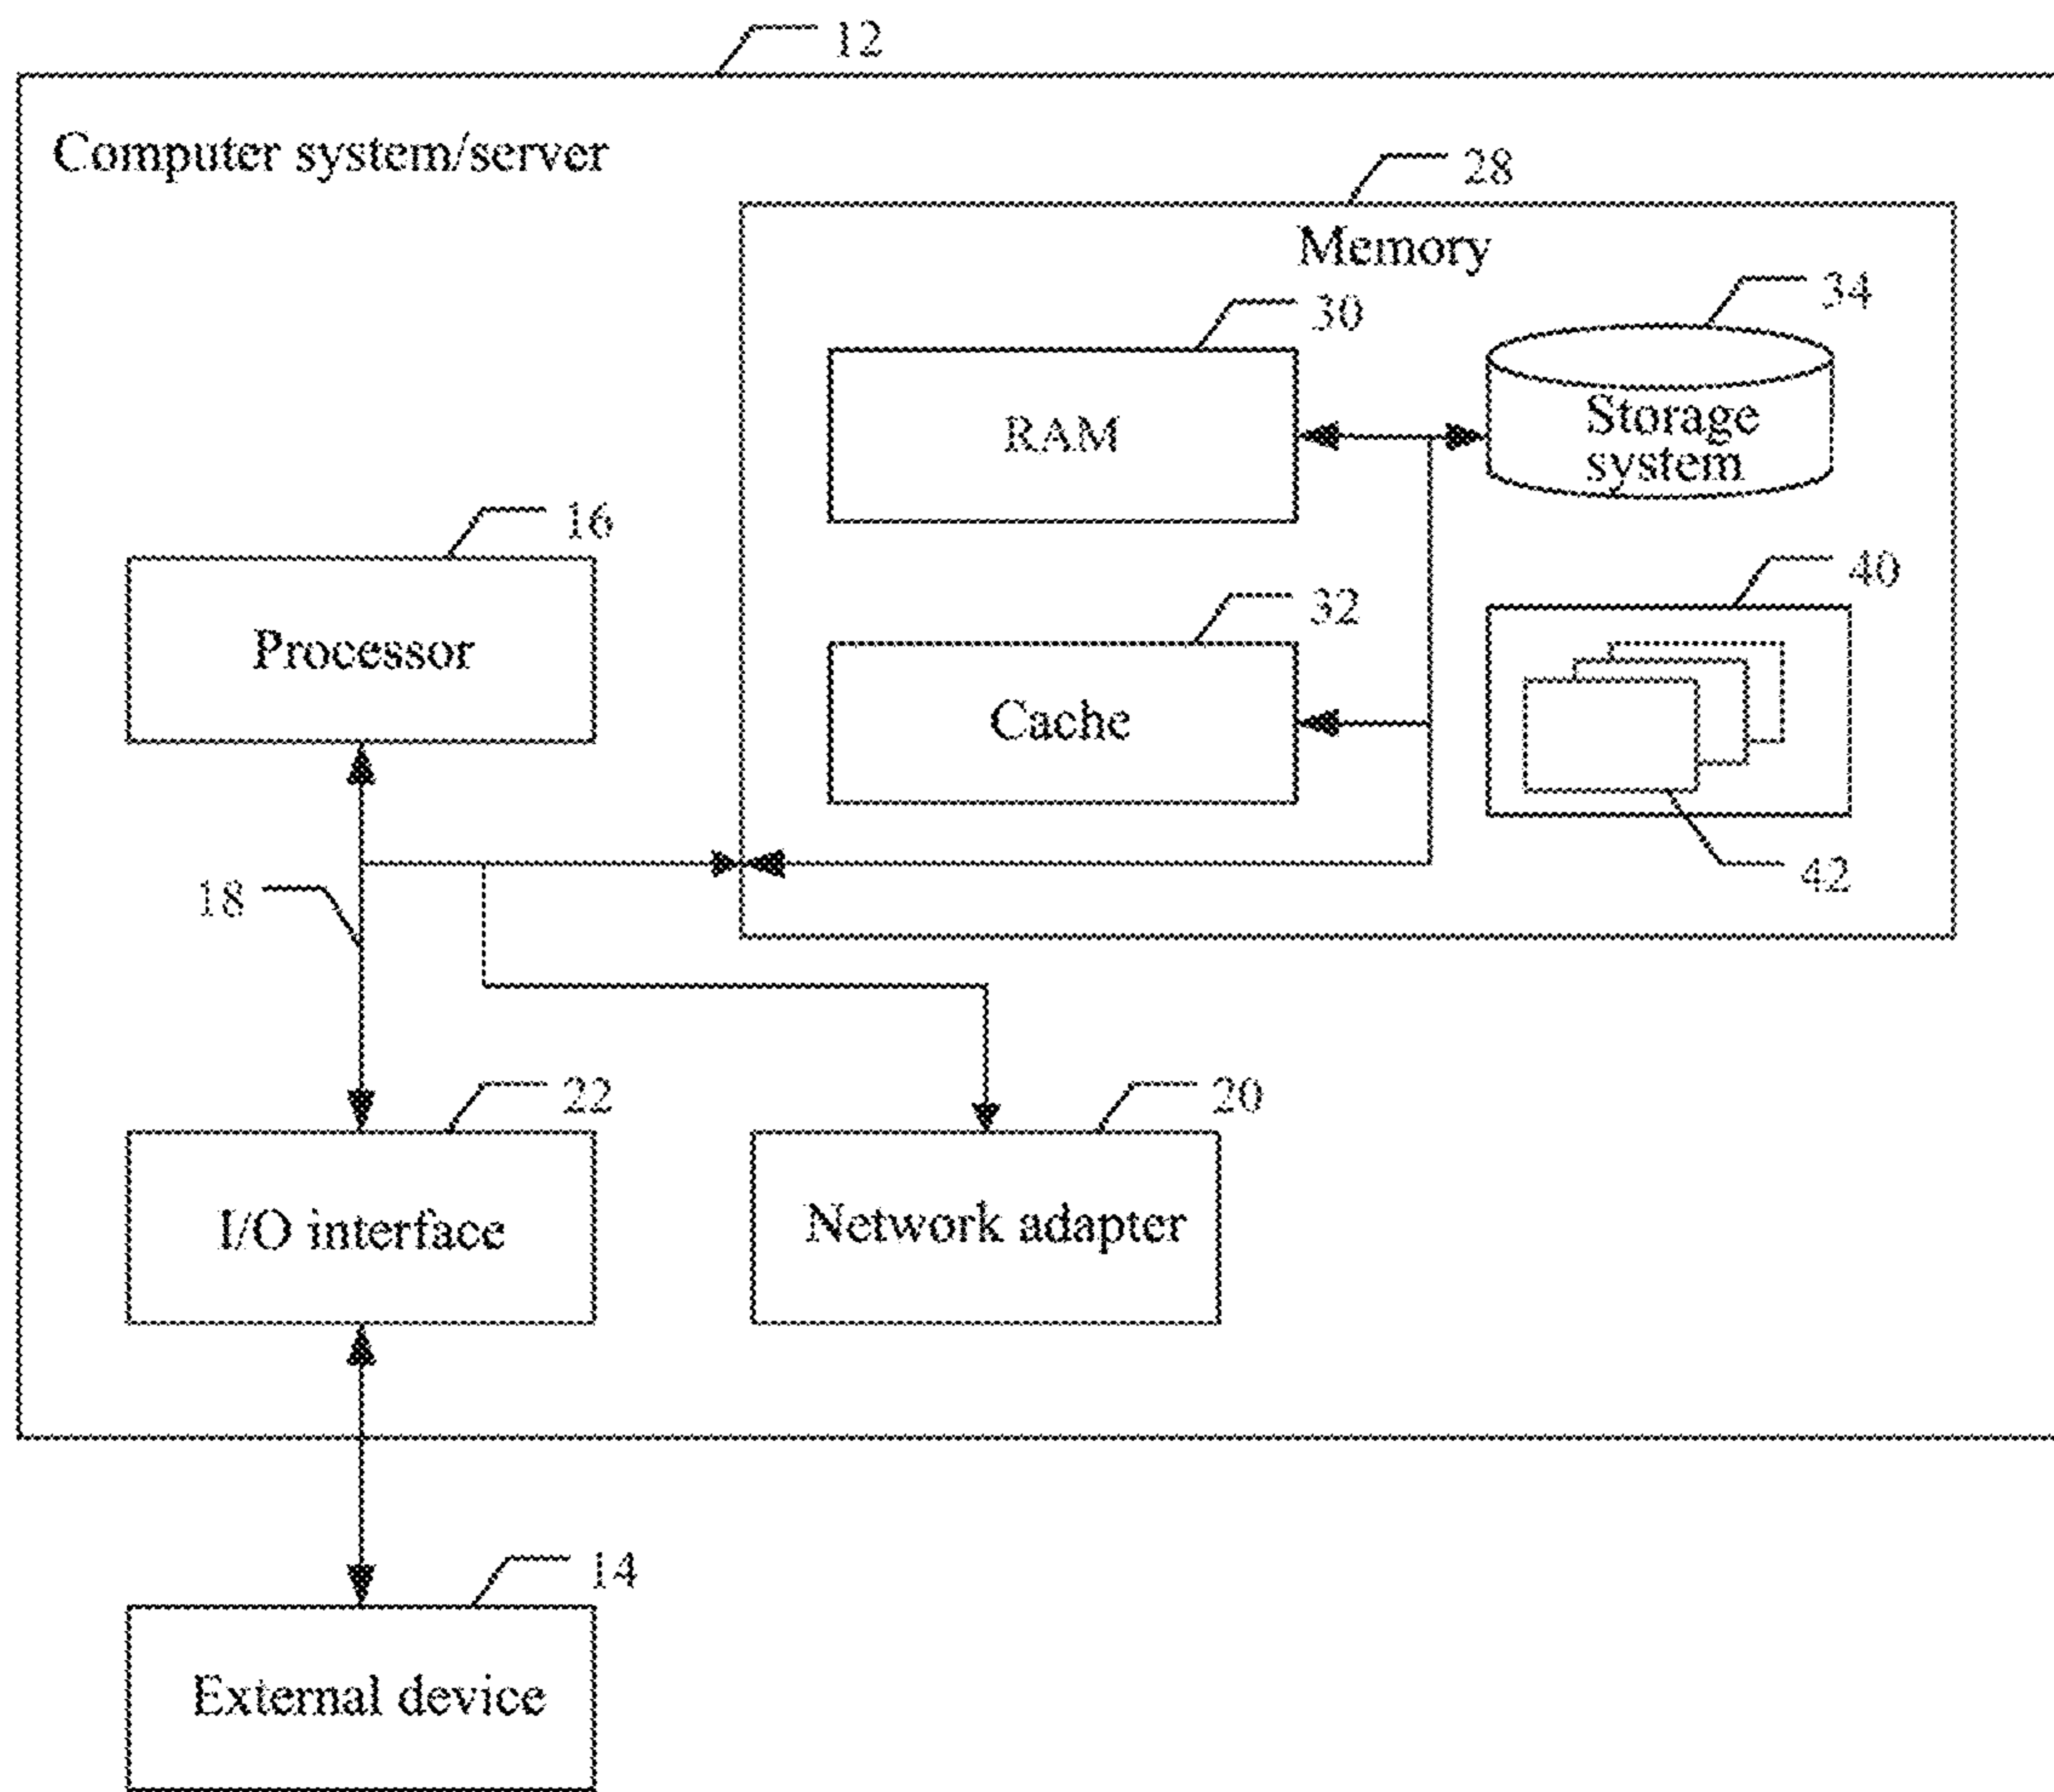 12
Computer system/server
28
Memory
34
30
Storage
system
RAM
16
40
32
Processor
Cache
42
18
22
20
I/O interface
Network adapter
14
External device